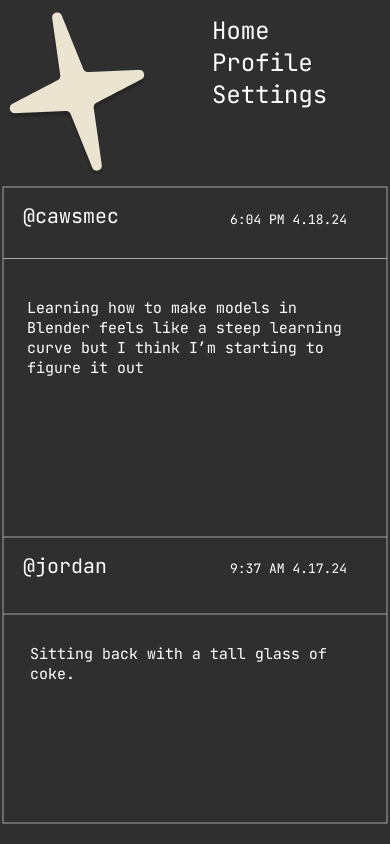 Home
Profile
Settings
@cawsmec
6:04 PM 4.18.24
Learning how to make models in
Blender feels like a steep learning
curve but I think I’m starting to
figure it out
@jordan
9:37 AM 4.17.24
Sitting back with a tall glass of
coke.